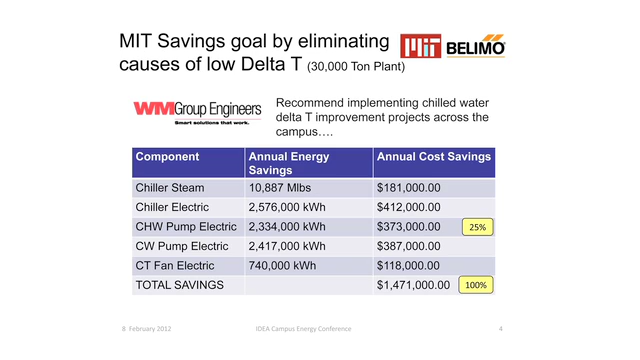 MIT Savings goal by eliminating
causes of low Delta T (30,000 Ton Plant)
BELIMO
WM Group Engineers
Smart solutions that work.
Recommend implementing chilled water
delta T improvement projects across the
campus….
Component Annual Energy Savings Annual Cost Savings
Chiller Steam 10,887 Mlbs $181,000.00
Chiller Electric 2,576,000 kWh $412,000.00
CHW Pump Electric 2,334,000 kWh $373,000.00 25%
CW Pump Electric 2,417,000 kWh $387,000.00
CT Fan Electric 740,000 kWh $118,000.00
TOTAL SAVINGS $1,471,000.00 100%
8 February 2012 IDEA Campus Energy Conference 4